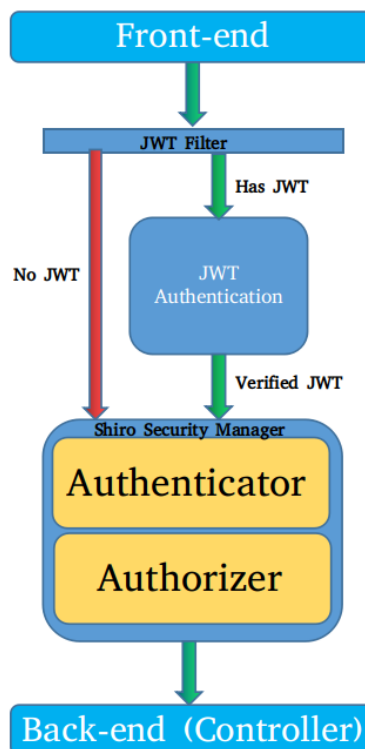 Front-end
JWT Filter
Has JWT
No JWT
JWT
Authentication
Verified JWT
Shiro Security Manager
Authenticator
Authorizer
Back-end (Controller)